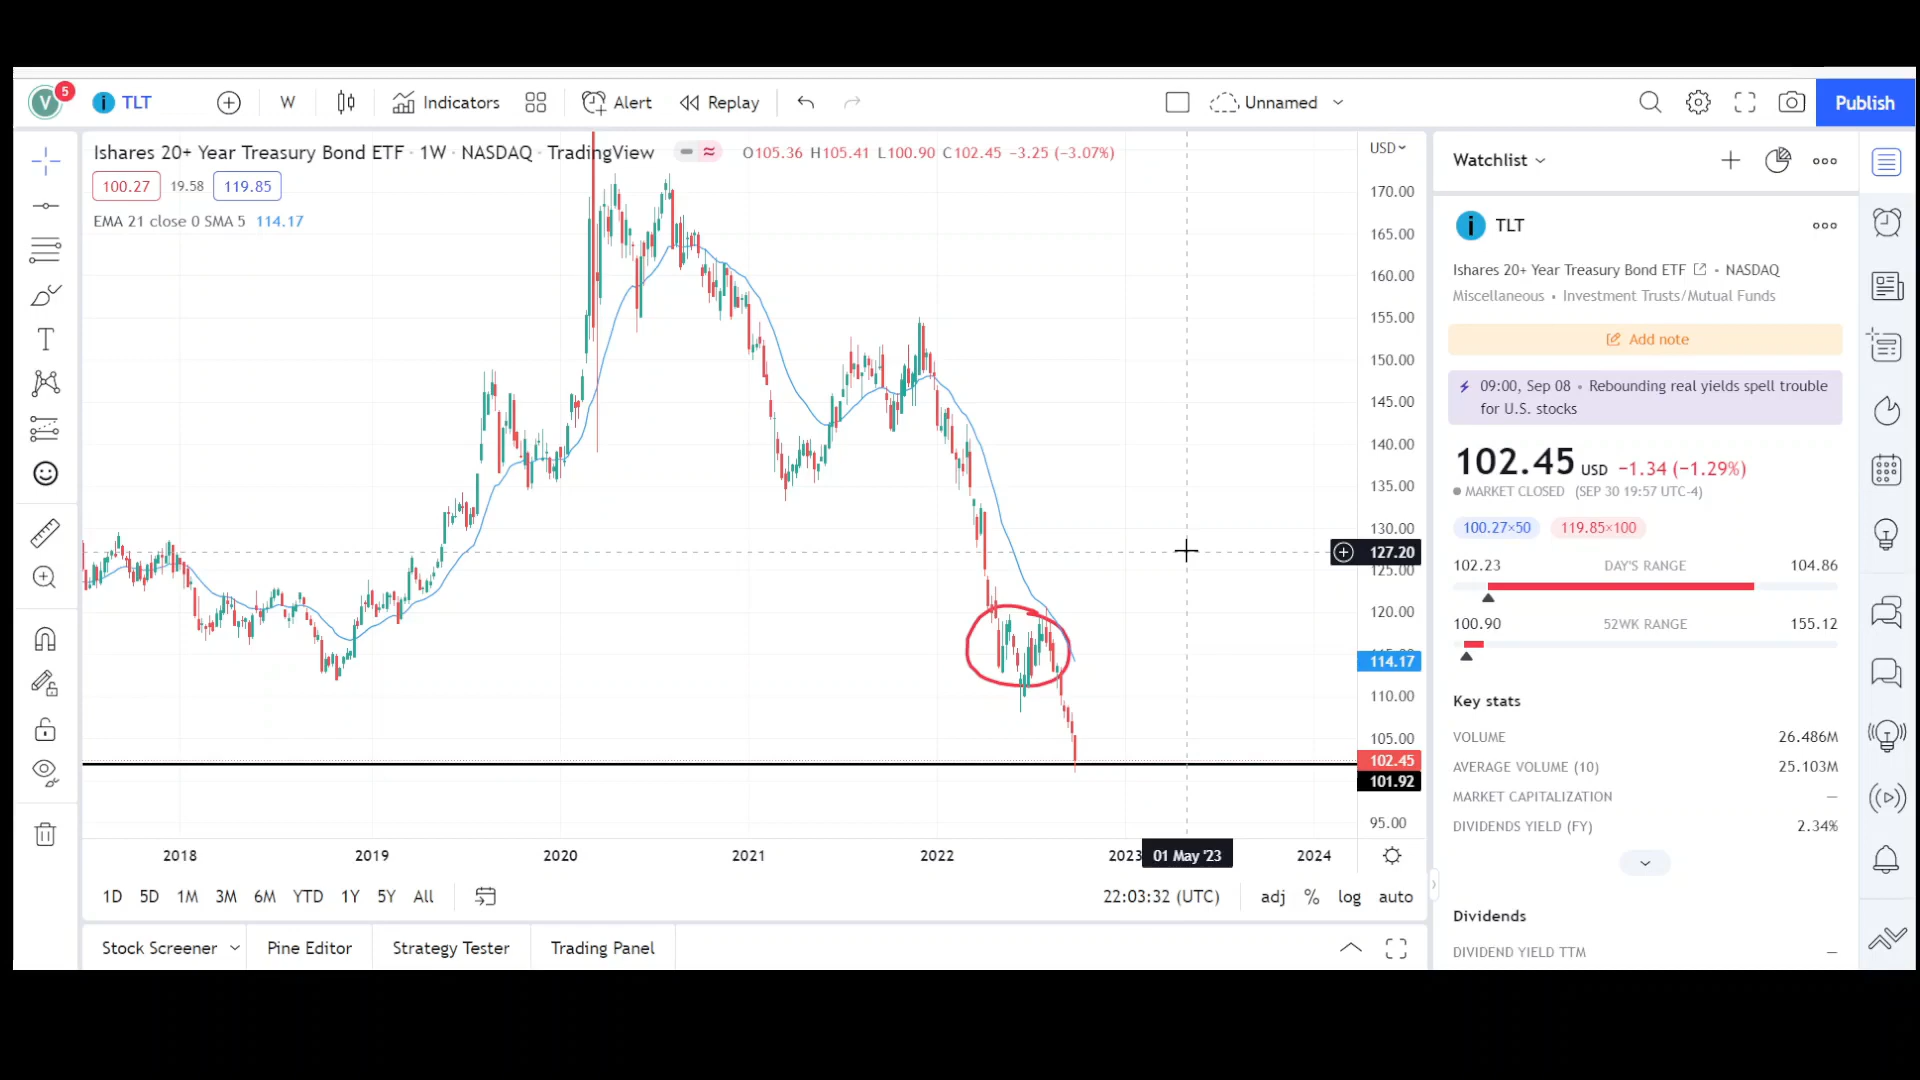 V 5 TLT W Indicators Alert Replay Unnamed Publish
Ishares 20+ Year Treasury Bond ETF · 1W · NASDAQ · TradingView O105.36 H105.41 L100.90 C102.45 −3.25 (−3.07%)
100.27 19.58 119.85
EMA 21 close 0 SMA 5 114.17
USD
170.00
165.00
160.00
155.00
150.00
145.00
140.00
135.00
130.00
127.20
125.00
120.00
114.17
110.00
105.00
102.45
101.92
95.00
2018 2019 2020 2021 2022 2023 01 May '23 2024
1D 5D 1M 3M 6M YTD 1Y 5Y All 22:03:32 (UTC) adj % log auto
Stock Screener Pine Editor Strategy Tester Trading Panel
Watchlist
TLT
Ishares 20+ Year Treasury Bond ETF • NASDAQ
Miscellaneous • Investment Trusts/Mutual Funds
Add note
09:00, Sep 08 • Rebounding real yields spell trouble
for U.S. stocks
102.45 USD −1.34 (−1.29%)
MARKET CLOSED (SEP 30 19:57 UTC-4)
100.27×50 119.85×100
102.23 DAY'S RANGE 104.86
100.90 52WK RANGE 155.12
Key stats
VOLUME 26.486M
AVERAGE VOLUME (10) 25.103M
MARKET CAPITALIZATION —
DIVIDENDS YIELD (FY) 2.34%
Dividends
DIVIDEND YIELD TTM —